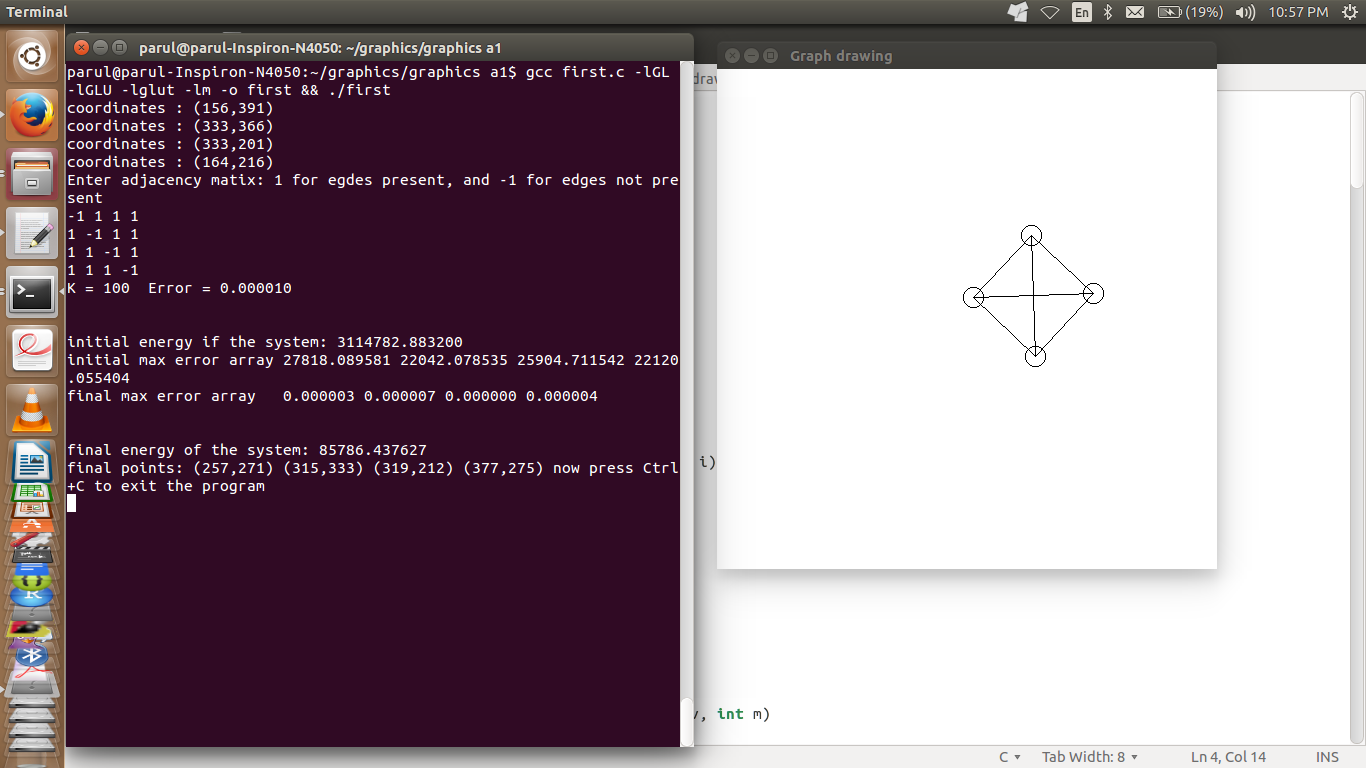 Terminal
En
(19%)
10:57 PM
parul@parul-Inspiron-N4050: ~/graphics/graphics a1
parul@parul-Inspiron-N4050:~/graphics/graphics a1$ gcc first.c -lGL
-lGLU -lglut -lm -o first && ./first
coordinates : (156,391)
coordinates : (333,366)
coordinates : (333,201)
coordinates : (164,216)
Enter adjacency matix: 1 for egdes present, and -1 for edges not pre
sent
-1 1 1 1
1 -1 1 1
1 1 -1 1
1 1 1 -1
K = 100  Error = 0.000010
initial energy if the system: 3114782.883200
initial max error array 27818.089581 22042.078535 25904.711542 22120
.055404
final max error array   0.000003 0.000007 0.000000 0.000004
final energy of the system: 85786.437627
final points: (257,271) (315,333) (319,212) (377,275) now press Ctrl
+C to exit the program
Graph drawing
draw
i)
v, int m)
C
Tab Width: 8
Ln 4, Col 14
INS